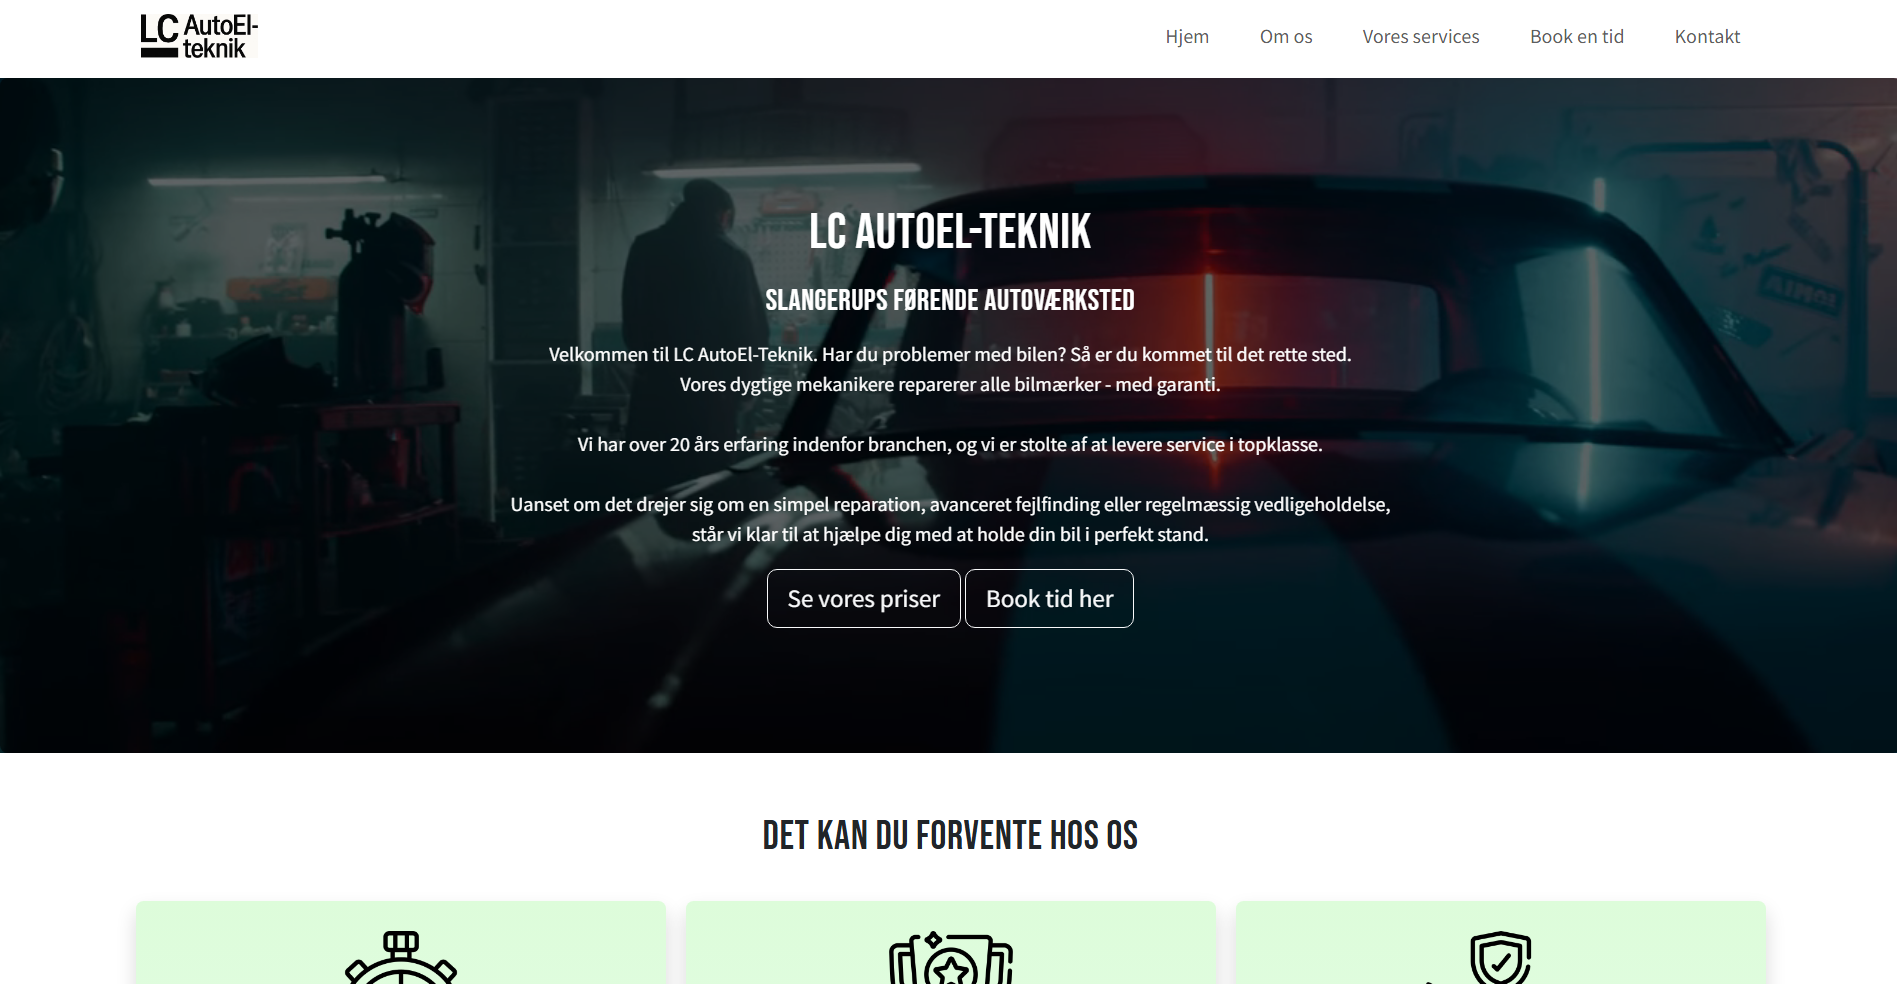 LC AutoEl-
teknik
Hjem Om os Vores services Book en tid Kontakt
LC AUTOEL-TEKNIK
SLANGERUPS FØRENDE AUTOVÆRKSTED
Velkommen til LC AutoEl-Teknik. Har du problemer med bilen? Så er du kommet til det rette sted.
Vores dygtige mekanikere reparerer alle bilmærker - med garanti.
Vi har over 20 års erfaring indenfor branchen, og vi er stolte af at levere service i topklasse.
Uanset om det drejer sig om en simpel reparation, avanceret fejlfinding eller regelmæssig vedligeholdelse,
står vi klar til at hjælpe dig med at holde din bil i perfekt stand.
Se vores priser Book tid her
DET KAN DU FORVENTE HOS OS